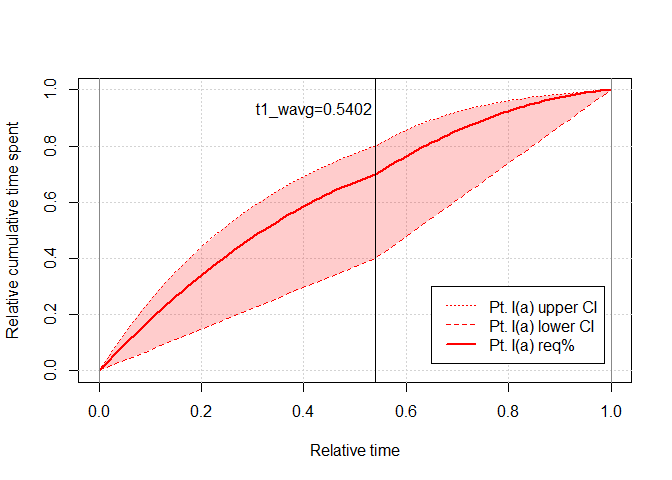 t1_wavg=0.5402
Relative cumulative time spent
1.0
0.8
0.6
0.4
0.2
0.0
Pt. I(a) upper CI
Pt. I(a) lower CI
Pt. I(a) req%
0.0 0.2 0.4 0.6 0.8 1.0
Relative time